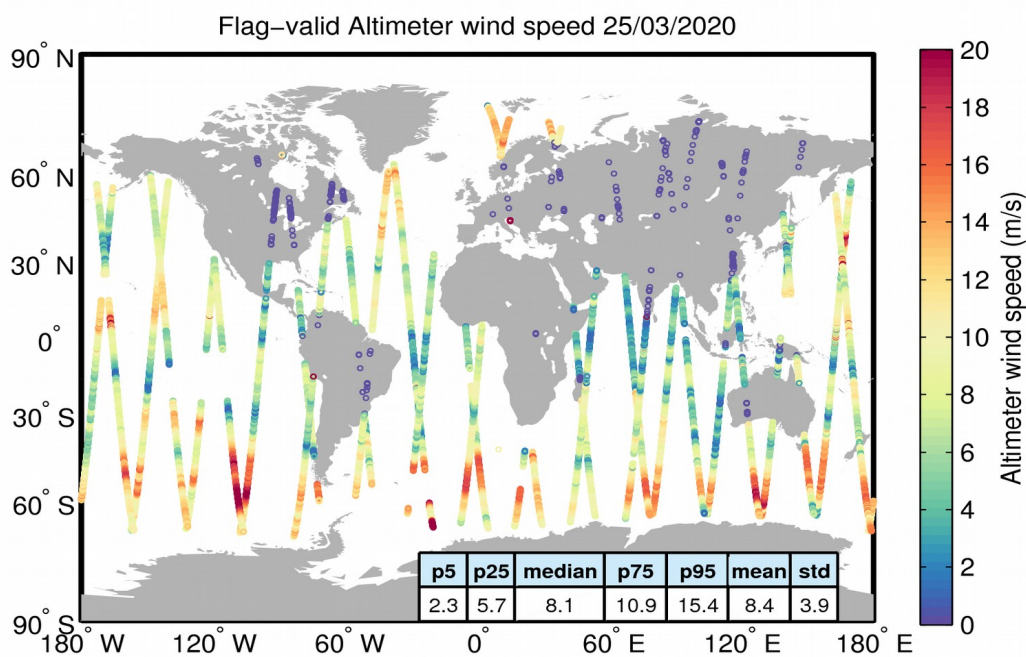 Flag−valid Altimeter wind speed 25/03/2020
90° N
60° N
30° N
0°
30° S
60° S
90° S
180° W
120° W
60° W
0°
60° E
120° E
180° E
p5 p25 median p75 p95 mean std
2.3 5.7 8.1 10.9 15.4 8.4 3.9
20
18
16
14
12
10
8
6
4
2
0
Altimeter wind speed (m/s)